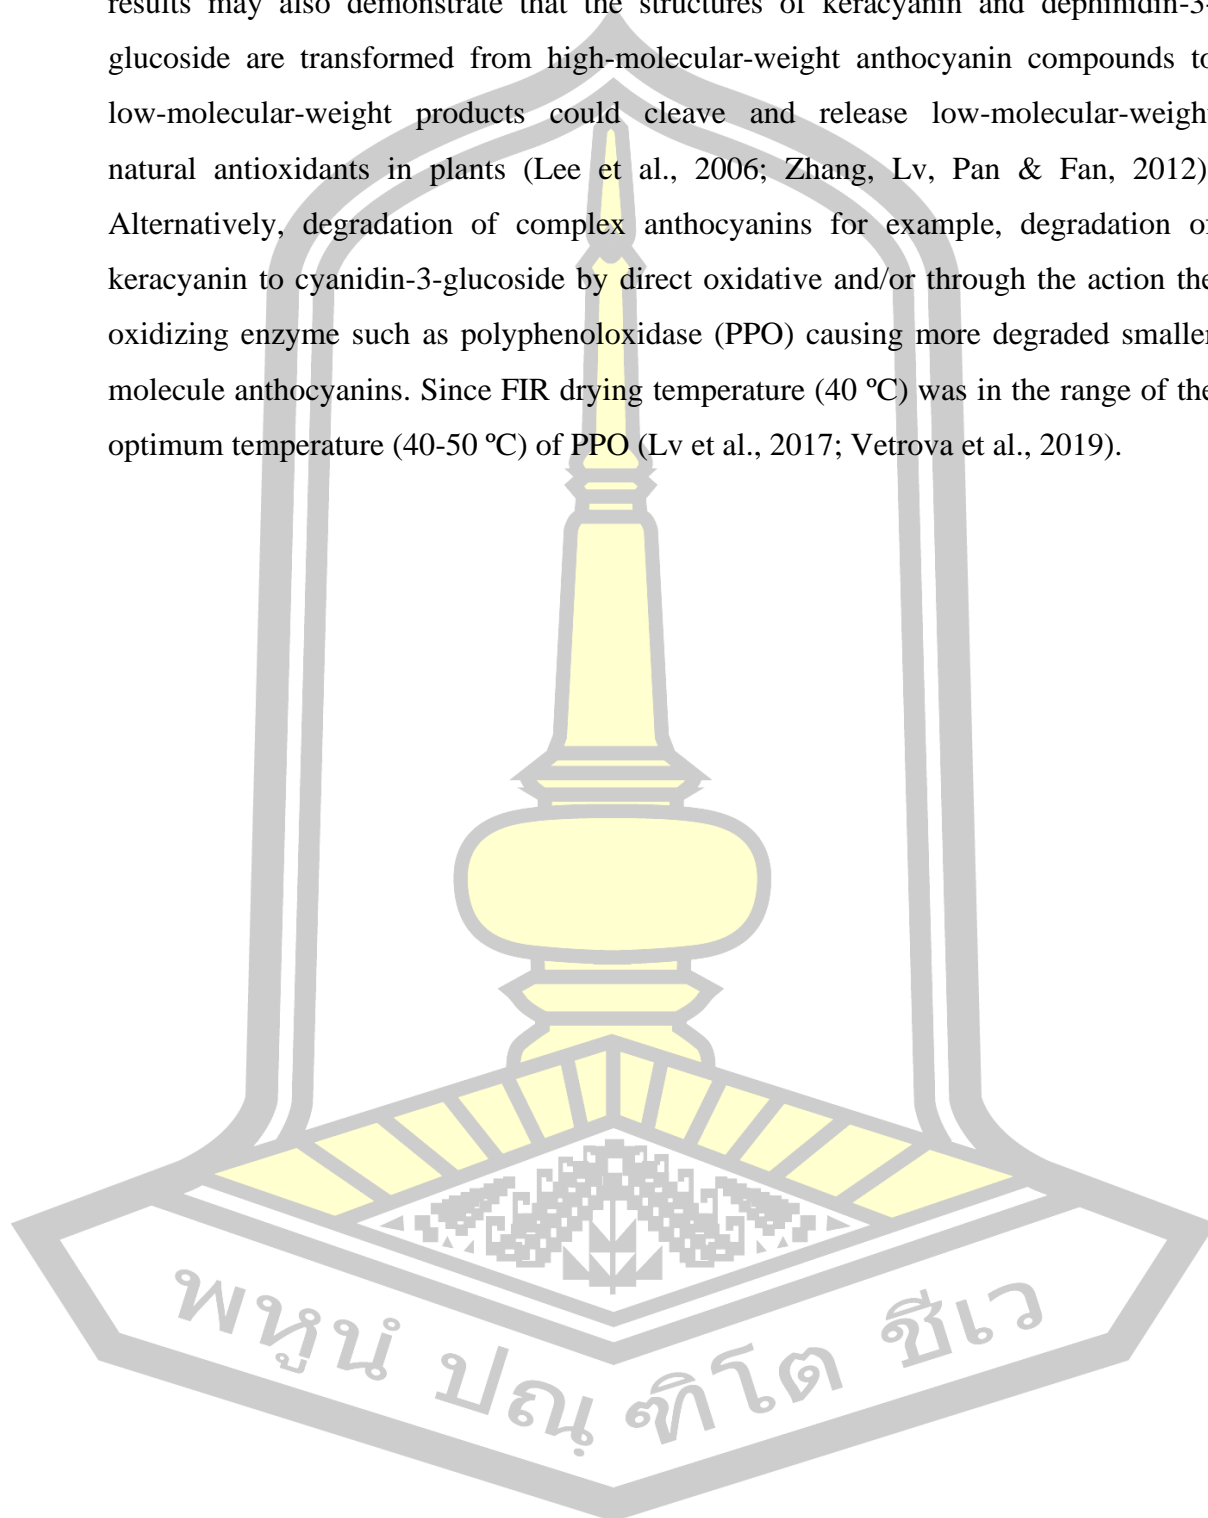 results may also demonstrate that the structures of keracyanin and dephinidin-3-
glucoside are transformed from high-molecular-weight anthocyanin compounds to
low-molecular-weight products could cleave and release low-molecular-weight
natural antioxidants in plants (Lee et al., 2006; Zhang, Lv, Pan & Fan, 2012)
Alternatively, degradation of complex anthocyanins for example, degradation of
keracyanin to cyanidin-3-glucoside by direct oxidative and/or through the action the
oxidizing enzyme such as polyphenoloxidase (PPO) causing more degraded smaller
molecule anthocyanins. Since FIR drying temperature (40 ºC) was in the range of the
optimum temperature (40-50 ºC) of PPO (Lv et al., 2017; Vetrova et al., 2019).
พหูนํ ปณฺฑิโต ชีเว